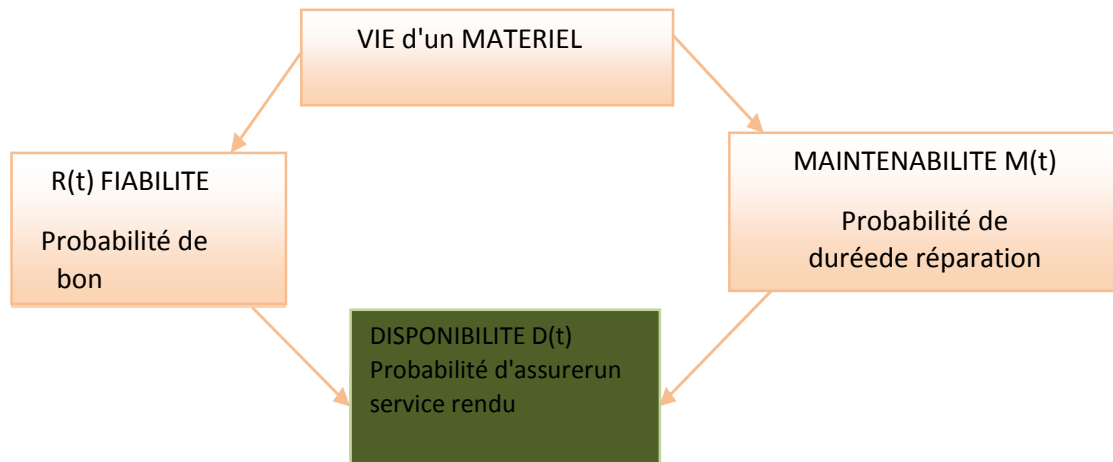 VIE d'un MATERIEL
R(t) FIABILITE
Probabilité de
bon
MAINTENABILITE M(t)
Probabilité de
duréede réparation
DISPONIBILITE D(t)
Probabilité d'assurerun
service rendu